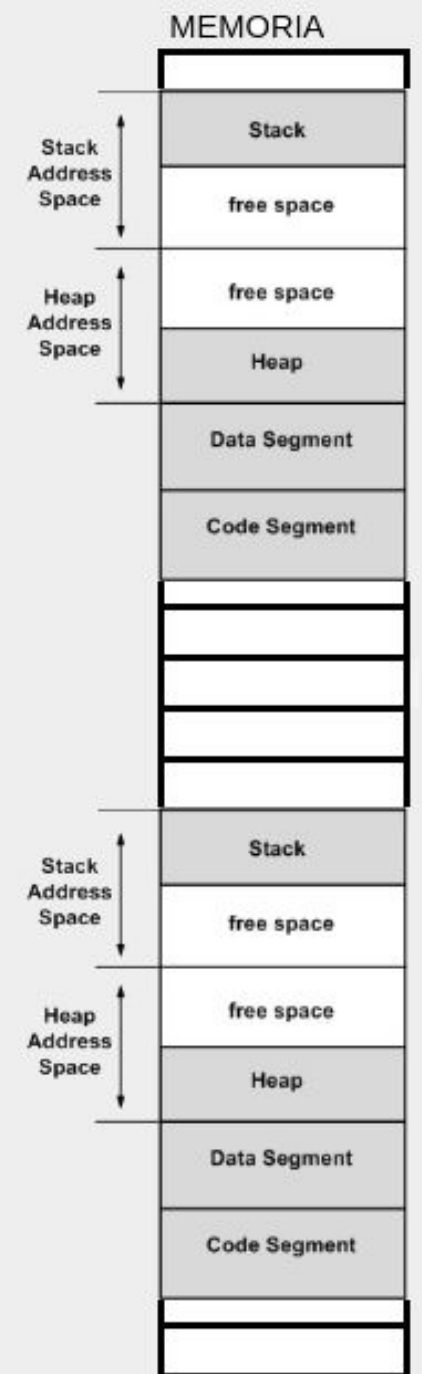 MEMORIA
Stack
Stack
Address
Space
free space
free space
Heap
Address
Space
Heap
Data Segment
Code Segment
Stack
Stack
Address
Space
free space
free space
Heap
Address
Space
Heap
Data Segment
Code Segment